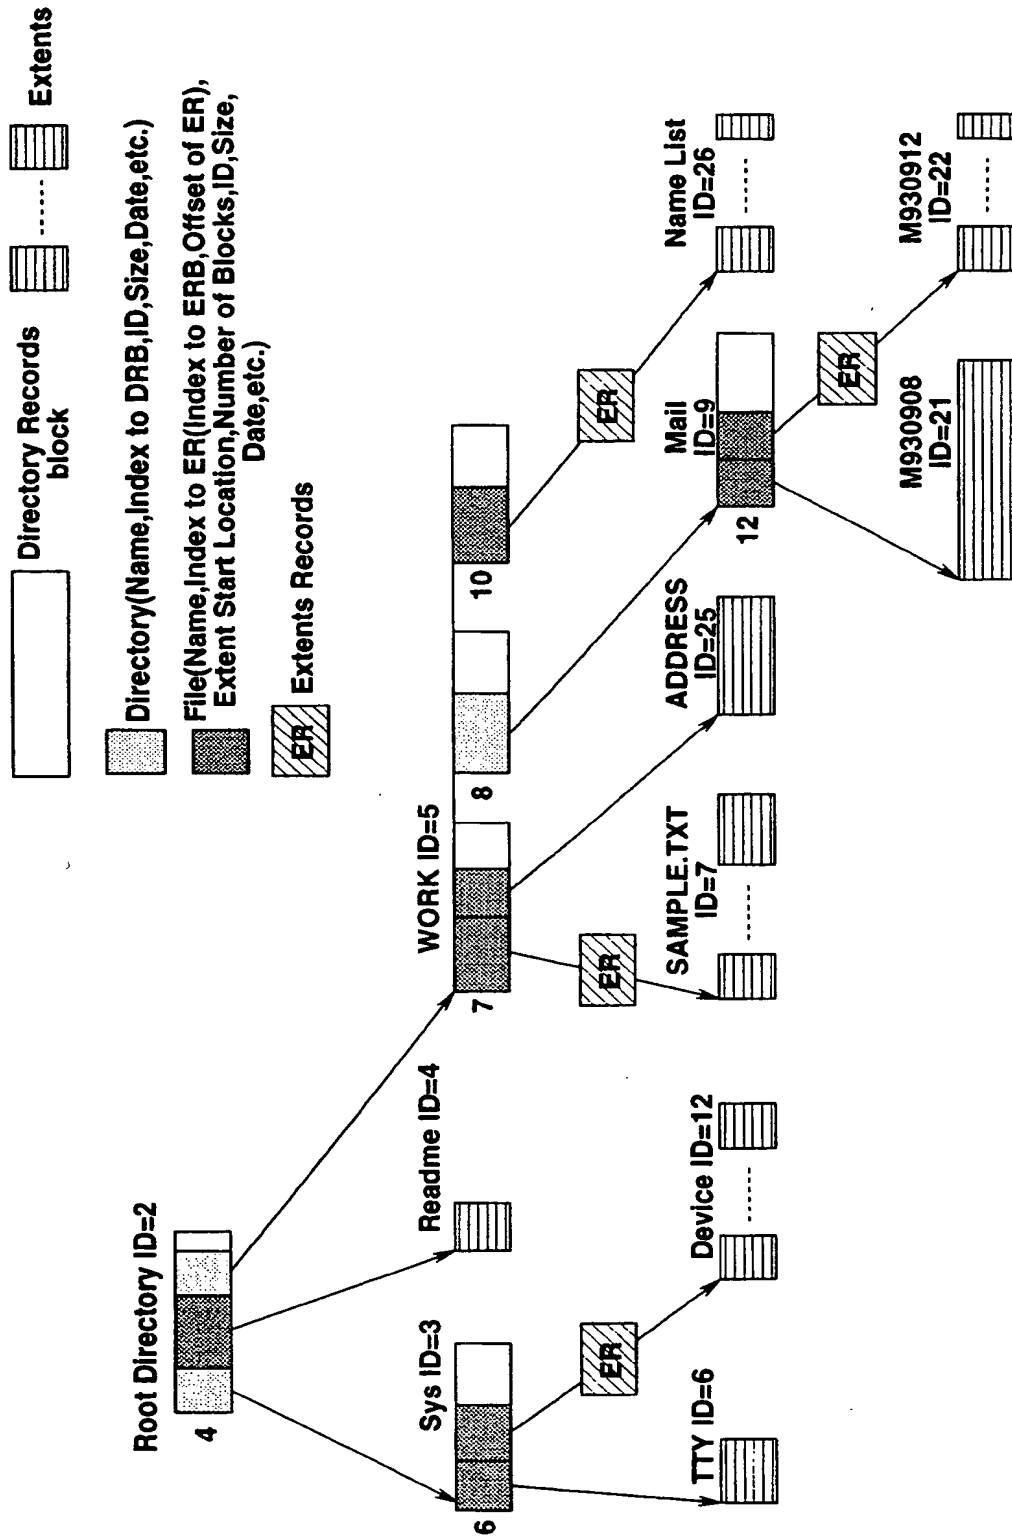 Directory Records
block
Extents
Directory(Name,Index to DRB,ID,Size,Date,etc.)
File(Name,Index to ER(Index to ERB,Offset of ER),
Extent Start Location,Number of Blocks,ID,Size,
Date,etc.)
ER
Extents Records
Root Directory ID=2
4
Sys ID=3
6
Readme ID=4
WORK ID=5
7
8
10
ER
ER
ER
TTY ID=6
Device ID=12
SAMPLE.TXT
ID=7
ADDRESS
ID=25
Mail
ID=9
12
Name List
ID=26
ER
M930908
ID=21
M930912
ID=22